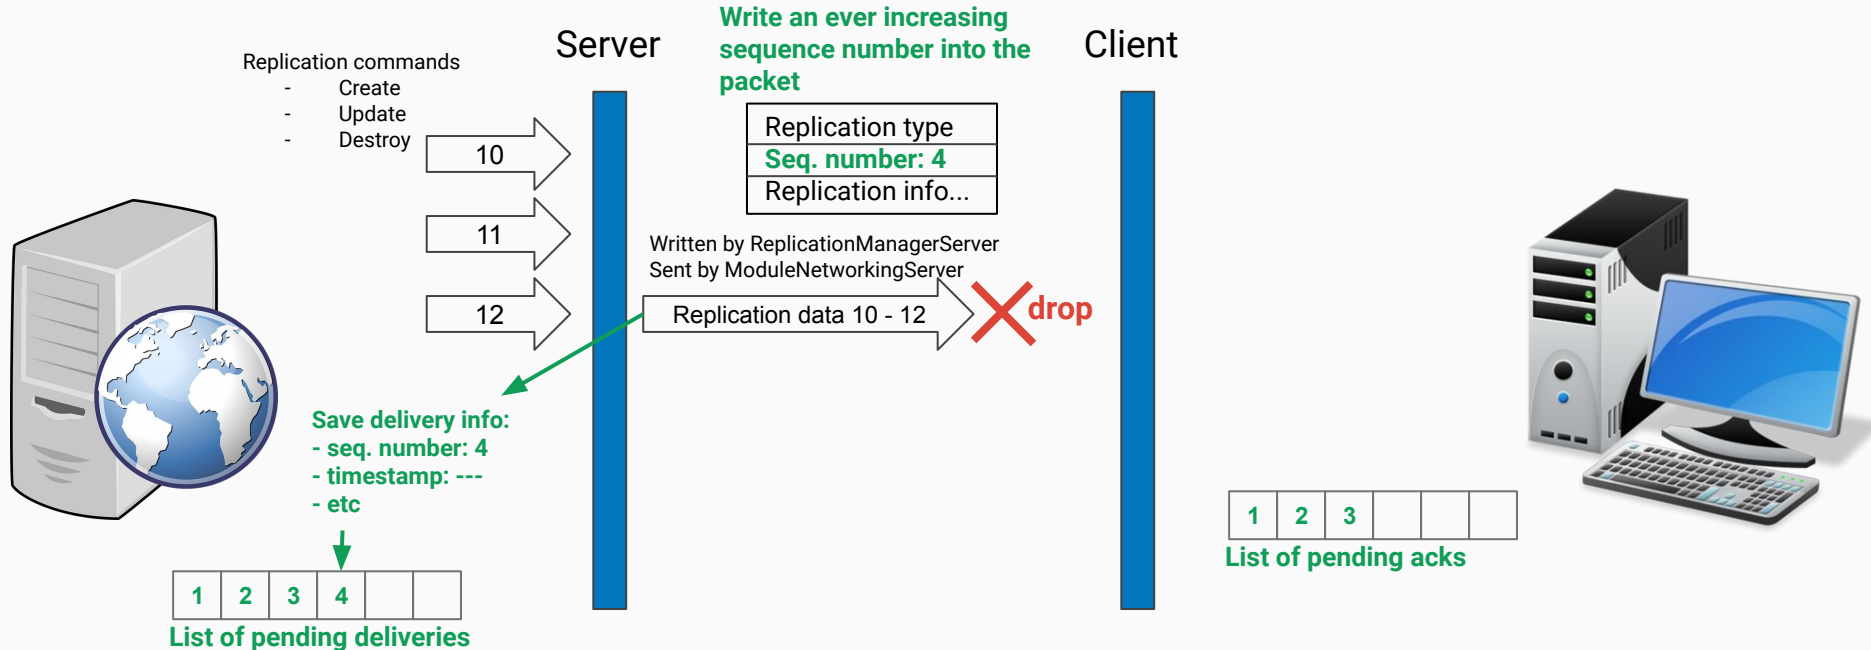 Write an ever increasing
sequence number into the
packet
Server
Client
Replication commands
- Create
- Update
- Destroy
10
11
12
Replication type
Seq. number: 4
Replication info...
Written by ReplicationManagerServer
Sent by ModuleNetworkingServer
Replication data 10 - 12
drop
Save delivery info:
- seq. number: 4
- timestamp: ---
- etc
1 2 3 4
List of pending deliveries
1 2 3
List of pending acks